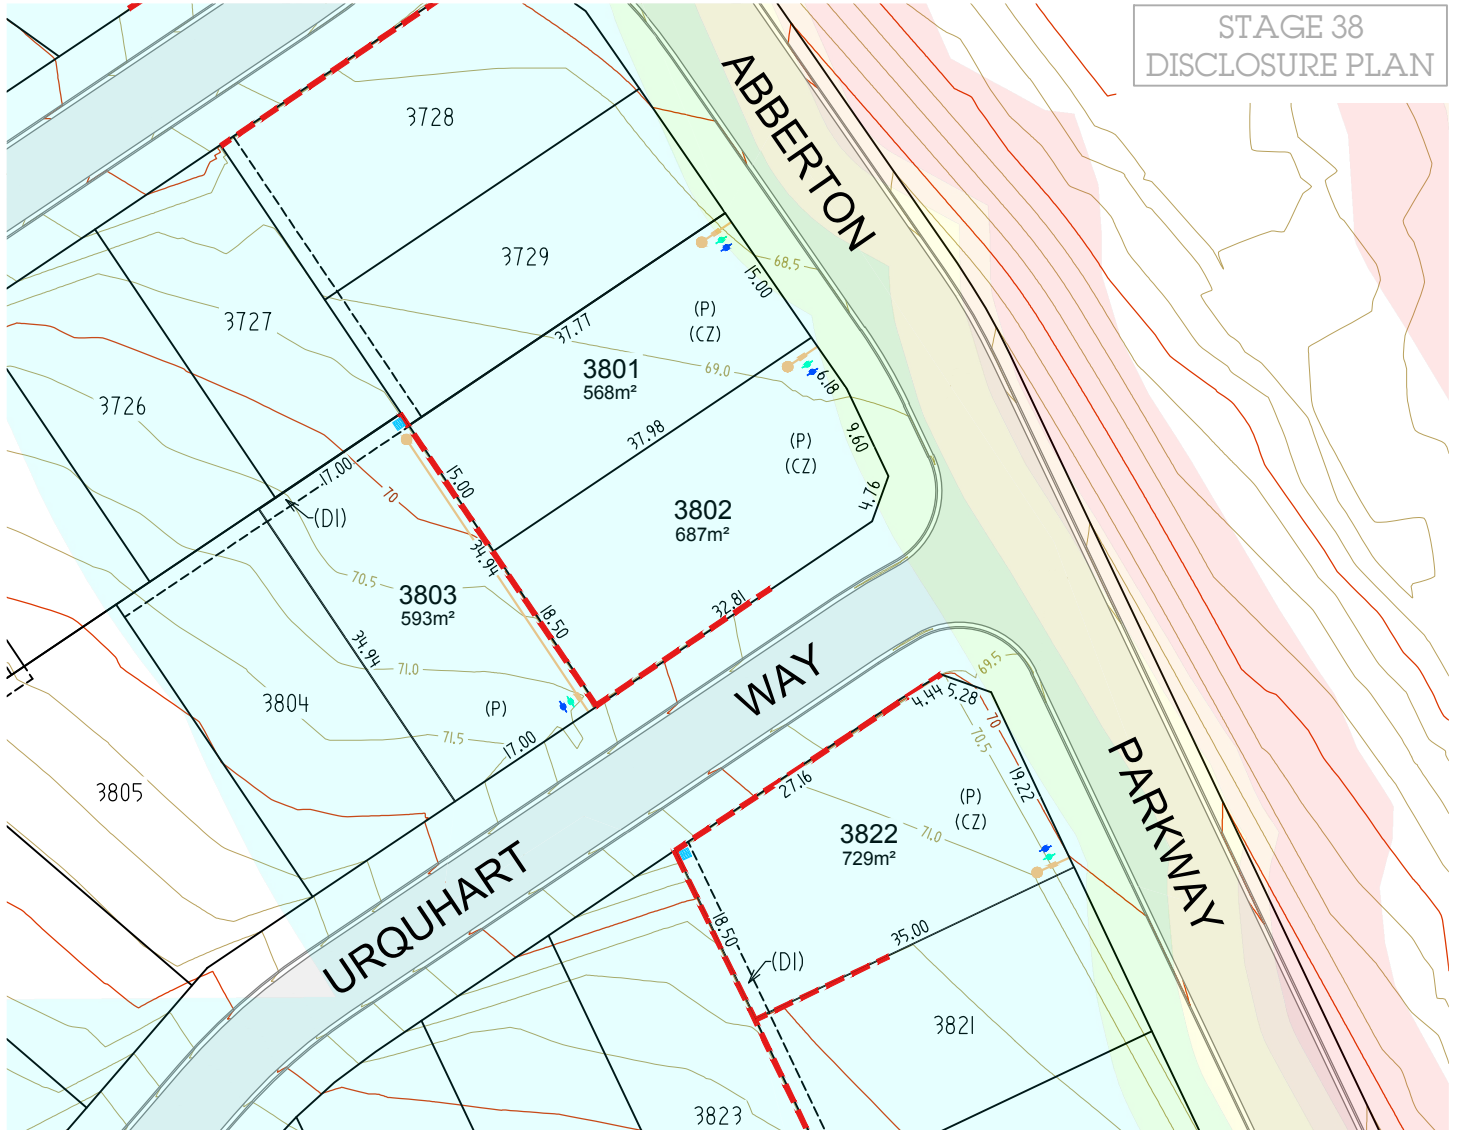 STAGE 38
DISCLOSURE PLAN
ABBERTON
3728
3729
68.5
15.00
3727
37.77
(P)
(CZ)
3801
568m²
69.0
6.18
3726
37.98
9.60
(P)
(CZ)
17.00
15.00
70
4.76
(DI)
3802
687m²
34.94
70.5
3803
593m²
18.50
32.81
34.94
71.0
WAY
69.5
3804
(P)
4.44
5.28
70
71.5
17.00
70.5
PARKWAY
27.16
19.22
3805
(P)
(CZ)
3822
729m²
71.0
URQUHART
18.50
35.00
(DI)
3821
3823